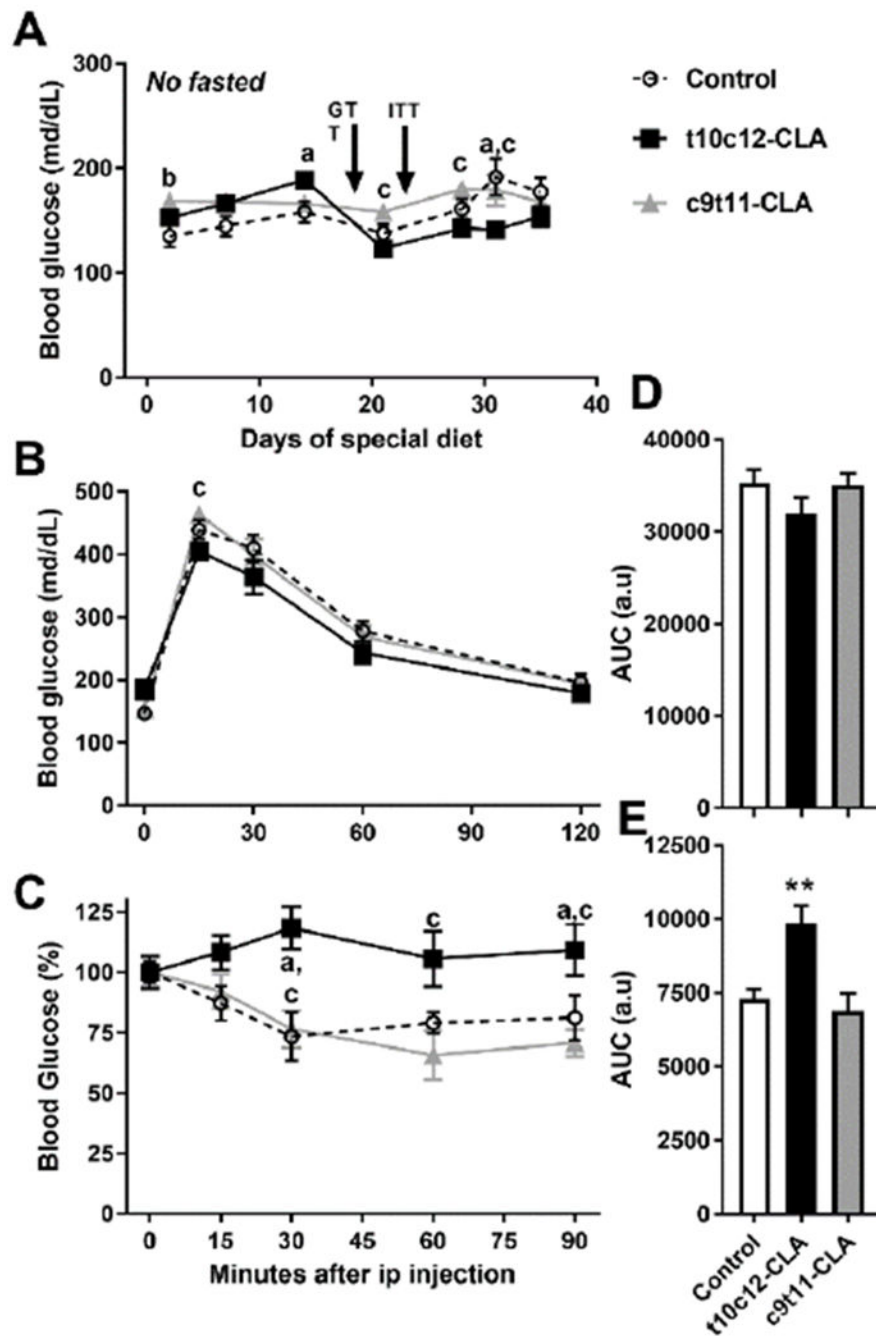 A
No fasted
Blood glucose (md/dL)
300
200
100
0
b
a
GT
T
ITT
c
c
a,c
0 10 20 30 40
Days of special diet
Control
t10c12-CLA
c9t11-CLA
B
Blood glucose (md/dL)
500
400
300
200
100
0
c
0 30 60 90 120
C
Blood Glucose (%)
125
100
75
50
25
0
a,
c
c
a,c
0 15 30 45 60 75 90
Minutes after ip injection
D
AUC (a.u)
40000
30000
20000
10000
0
E
AUC (a.u)
12500
10000
7500
5000
2500
0
**
Control
t10c12-CLA
c9t11-CLA